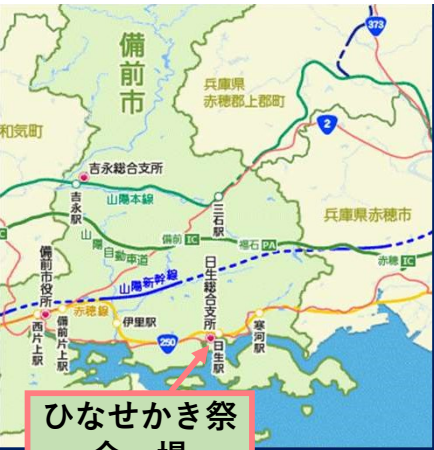 373
備前市
兵庫県
赤穂郡上郡町
2
和気町
吉永総合支所
吉永駅
山陽本線
三石駅
兵庫県赤穂市
山陽自動車道
備前 IC
福石 PA
赤穂 IC
備前市役所
山陽新幹線
日生総合支所
西片上駅
備前片上駅
赤穂線
伊里駅
250
日生駅
寒河駅
ひなせかき祭
会 場